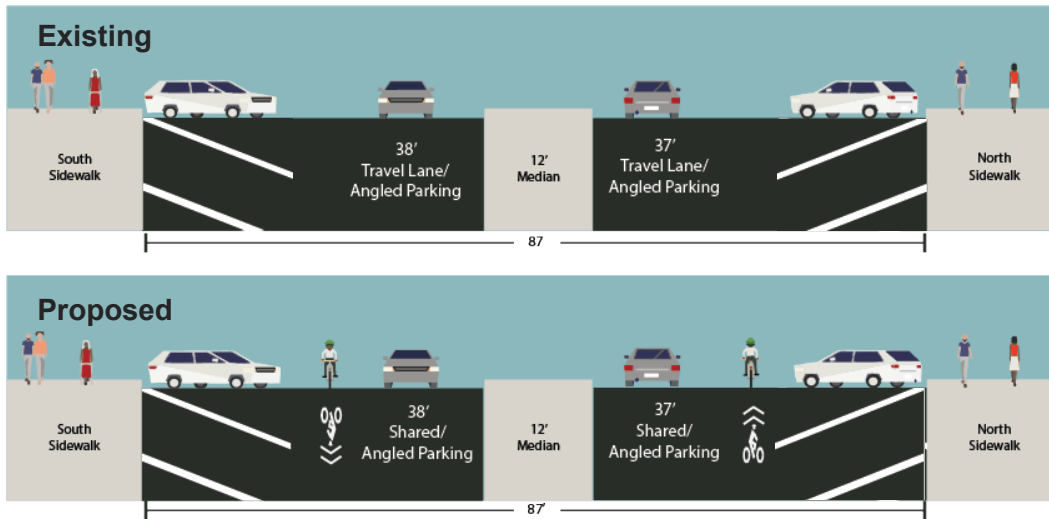 Existing
South
Sidewalk
38'
Travel Lane/
Angled Parking
12'
Median
37'
Travel Lane/
Angled Parking
North
Sidewalk
87
Proposed
South
Sidewalk
38'
Shared/
Angled Parking
12'
Median
37'
Shared/
Angled Parking
North
Sidewalk
87'